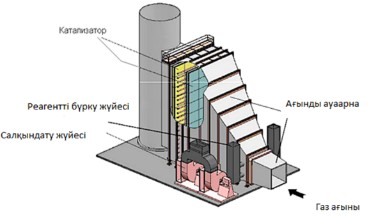 Катализатор
Реагентті бүрку жүйесі
Ағынды ауаарна
Салқындату жүйесі
Газ ағыны